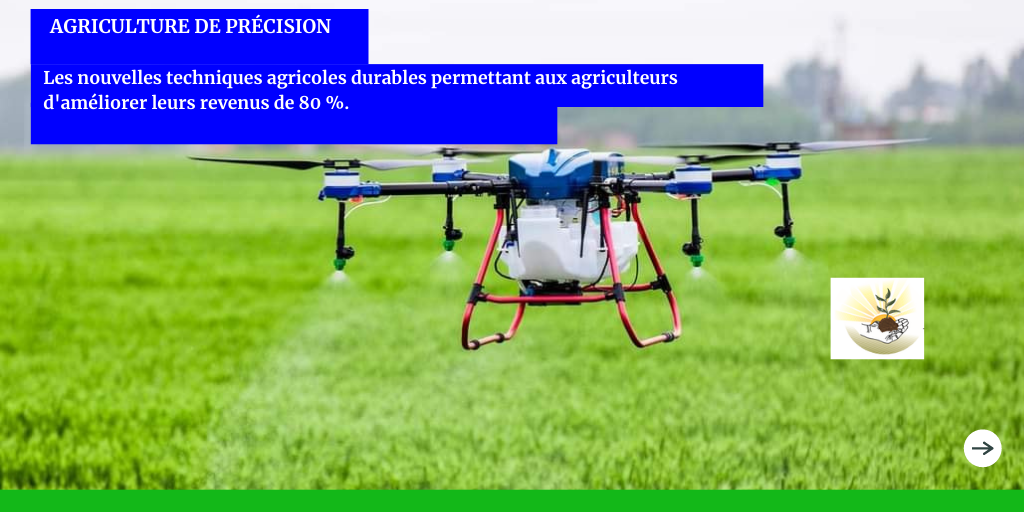 AGRICULTURE DE PRÉCISION
Les nouvelles techniques agricoles durables permettant aux agriculteurs
d'améliorer leurs revenus de 80 %.